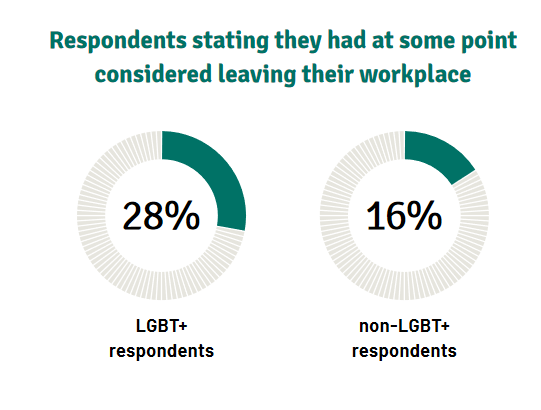 Respondents stating they had at some point
considered leaving their workplace
28%
16%
LGBT+
respondents
non-LGBT+
respondents